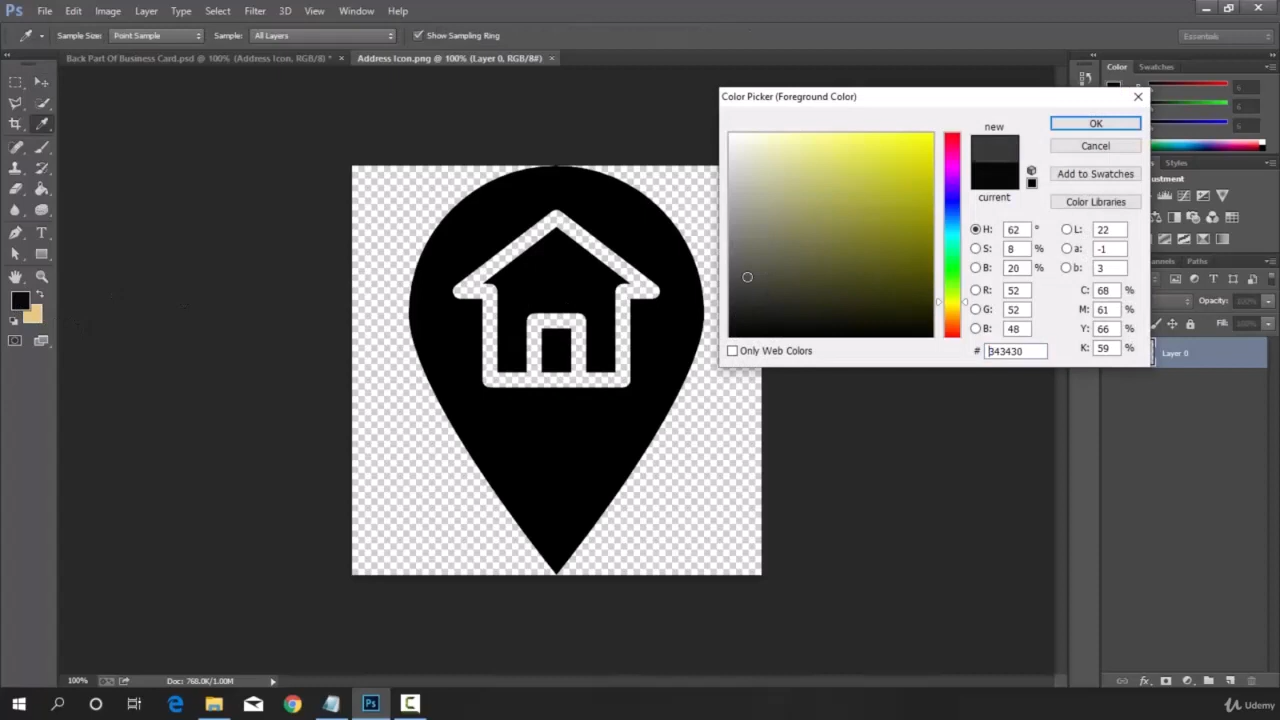 Ps File Edit Image Layer Type Select Filter 3D View Window Help
Sample Size: Point Sample Sample: All Layers Show Sampling Ring Essentials
Back Part Of Business Card.psd @ 100% (Address Icon, RGB/8) * × Address Icon.png @ 100% (Layer 0, RGB/8#) ×
Color Swatches
Color Picker (Foreground Color)
new
OK
Cancel
Add to Swatches
current
Color Libraries
H: 62 °
S: 8 %
B: 20 %
R: 52
G: 52
B: 48
# 343430
L: 22
a: -1
b: 3
C: 68 %
M: 61 %
Y: 66 %
K: 59 %
Only Web Colors
Styles
Paths
Opacity: 100%
Fill: 100%
Layer 0
100% Doc: 768.0K/1.00M
Udemy